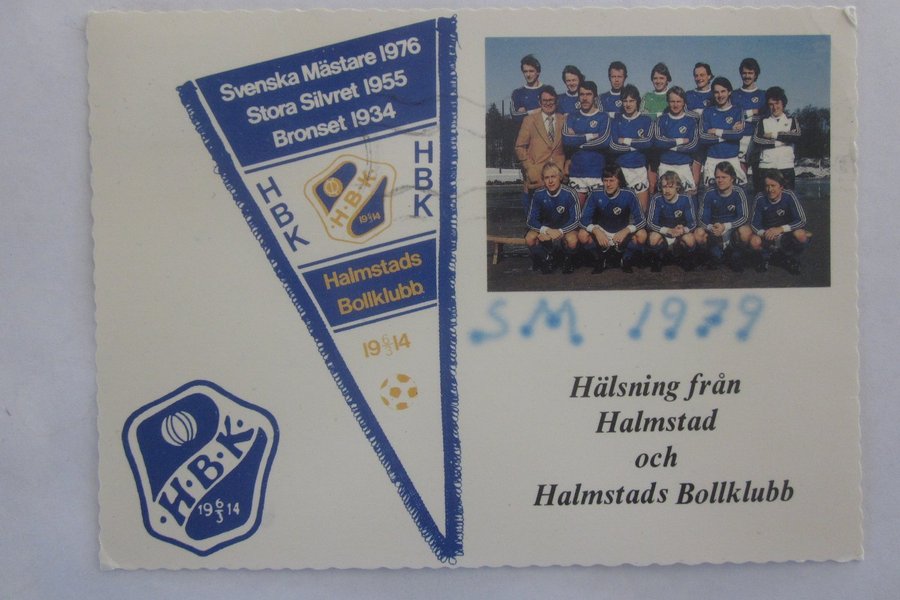 Svenska Mästare 1976
Stora Silvret 1955
Bronset 1934
HBK
HBK
H·B·K
19 6/3 14
Halmstads
Bollklubb
19 6/3 14
·H·B·K·
19 6/3 14
SM 1979
Hälsning från
Halmstad
och
Halmstads Bollklubb